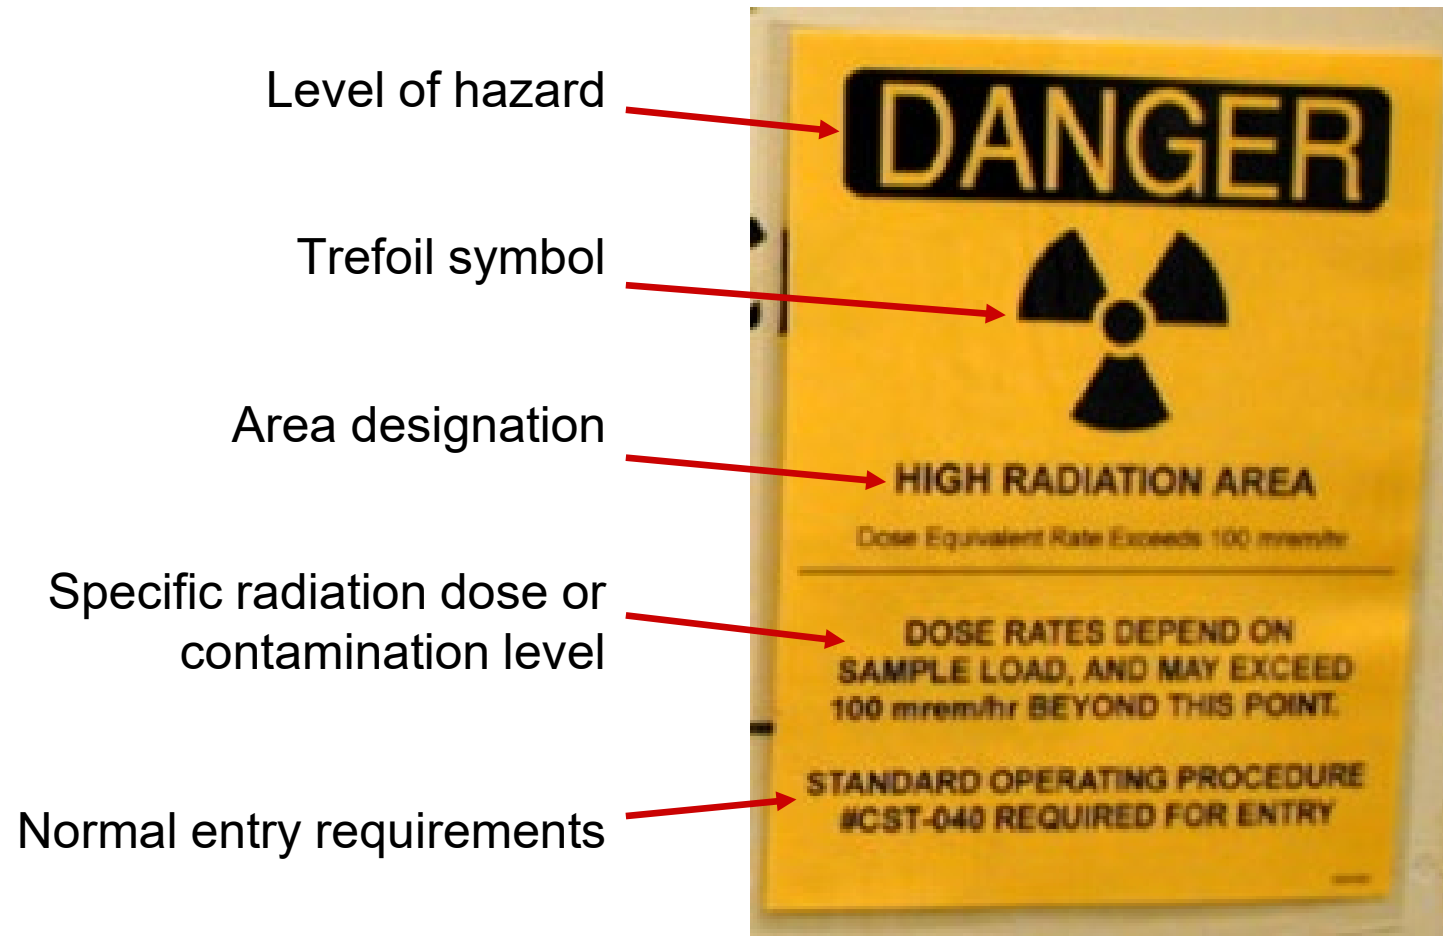 Level of hazard
Trefoil symbol
Area designation
Specific radiation dose or
contamination level
Normal entry requirements
DANGER
HIGH RADIATION AREA
Dose Equivalent Rate Exceeds 100 mrem/hr
DOSE RATES DEPEND ON
SAMPLE LOAD, AND MAY EXCEED
100 mrem/hr BEYOND THIS POINT.
STANDARD OPERATING PROCEDURE
#CST-040 REQUIRED FOR ENTRY